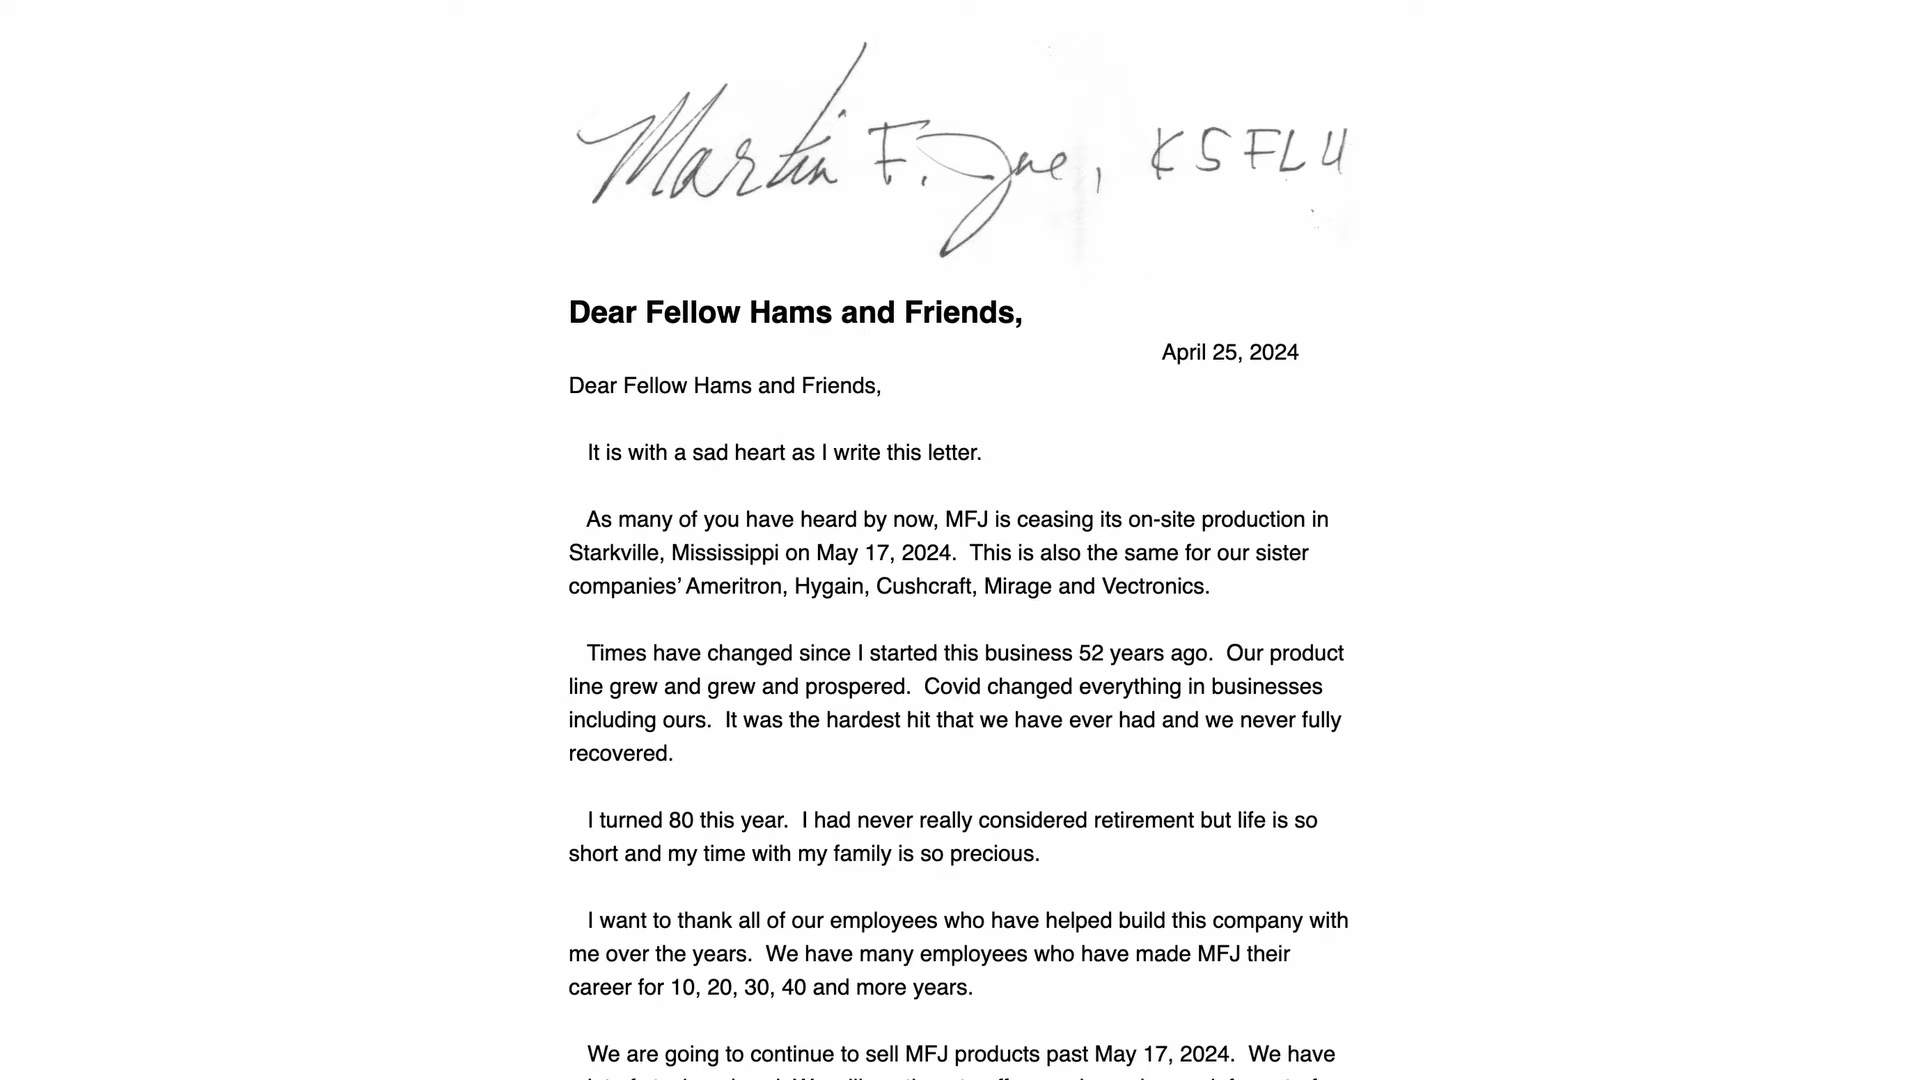 Martin F. Jue, K5FLU
Dear Fellow Hams and Friends,
April 25, 2024
Dear Fellow Hams and Friends,
It is with a sad heart as I write this letter.
As many of you have heard by now, MFJ is ceasing its on-site production in
Starkville, Mississippi on May 17, 2024. This is also the same for our sister
companies’ Ameritron, Hygain, Cushcraft, Mirage and Vectronics.
Times have changed since I started this business 52 years ago. Our product
line grew and grew and prospered. Covid changed everything in businesses
including ours. It was the hardest hit that we have ever had and we never fully
recovered.
I turned 80 this year. I had never really considered retirement but life is so
short and my time with my family is so precious.
I want to thank all of our employees who have helped build this company with
me over the years. We have many employees who have made MFJ their
career for 10, 20, 30, 40 and more years.
We are going to continue to sell MFJ products past May 17, 2024. We have